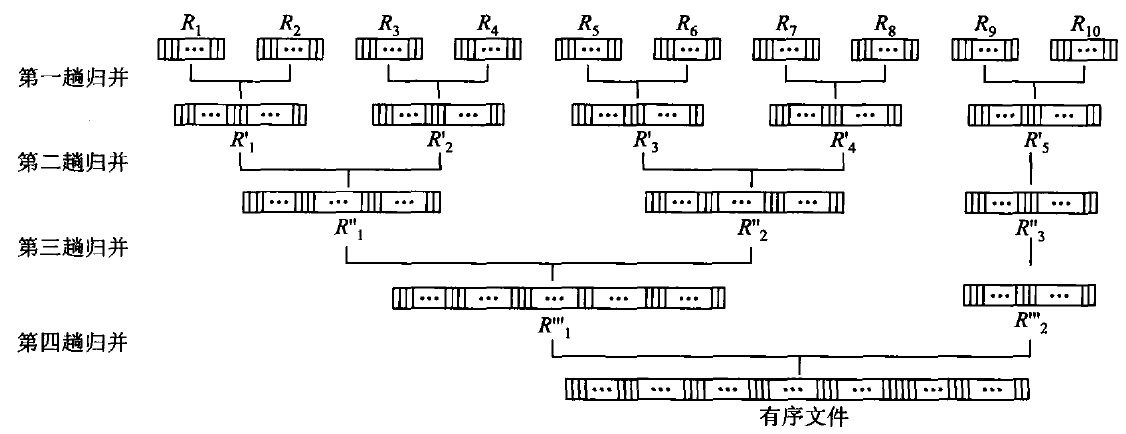 R₁ R₂ R₃ R₄ R₅ R₆ R₇ R₈ R₉ R₁₀
第一趟归并
R'₁ R'₂ R'₃ R'₄ R'₅
第二趟归并
R''₁ R''₂ R''₃
第三趟归并
R'''₁ R'''₂
第四趟归并
有序文件